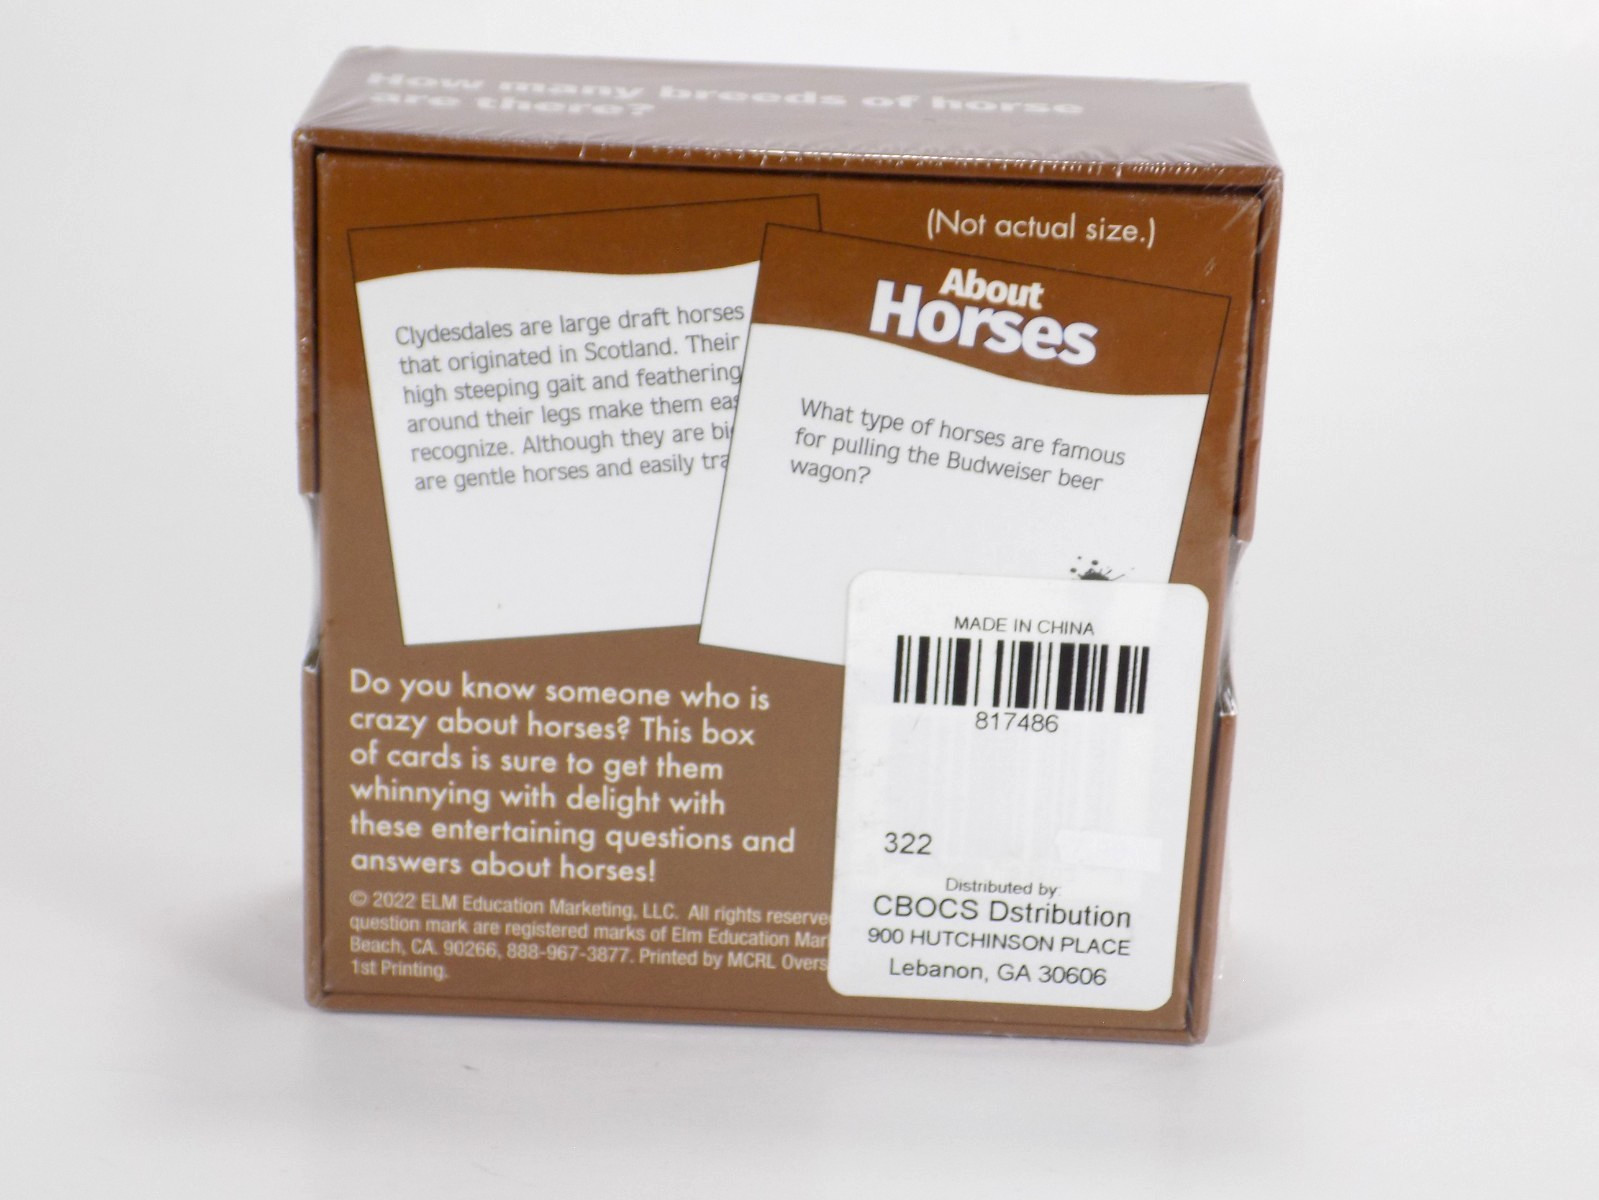 How many breeds of horse
are there?
(Not actual size.)
Clydesdales are large draft horses
that originated in Scotland. Their
high steeping gait and feathering
around their legs make them eas
recognize. Although they are big
are gentle horses and easily tra
About
Horses
What type of horses are famous
for pulling the Budweiser beer
wagon?
Do you know someone who is
crazy about horses? This box
of cards is sure to get them
whinnying with delight with
these entertaining questions and
answers about horses!
© 2022 ELM Education Marketing, LLC. All rights reserve
question mark are registered marks of Elm Education Mar
Beach, CA. 90266, 888-967-3877. Printed by MCRL Overs
1st Printing.
MADE IN CHINA
817486
322
Distributed by:
CBOCS Dstribution
900 HUTCHINSON PLACE
Lebanon, GA 30606